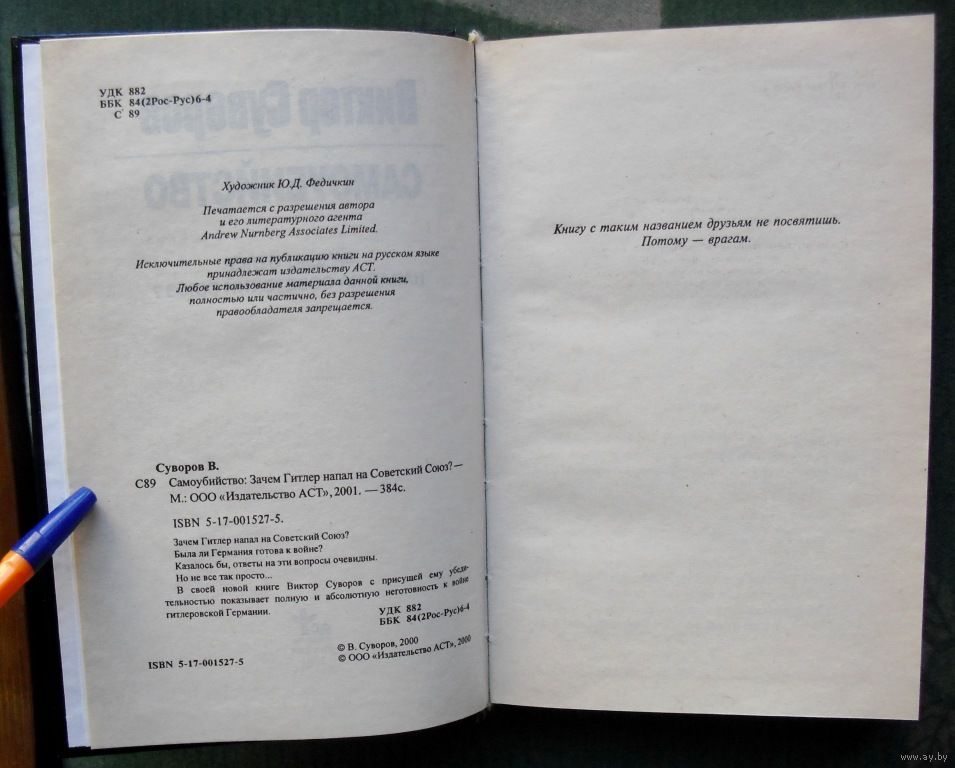 УДК 882
ББК 84(2Рос-Рус)6-4
С 89
Художник Ю.Д. Федичкин
Печатается с разрешения автора
и его литературного агента
Andrew Nurnberg Associates Limited.
Исключительные права на публикацию книги на русском языке
принадлежат издательству АСТ.
Любое использование материала данной книги,
полностью или частично, без разрешения
правообладателя запрещается.
Суворов В.
С89 Самоубийство: Зачем Гитлер напал на Советский Союз? —
М.: ООО «Издательство АСТ», 2001. — 384с.
ISBN 5-17-001527-5.
Зачем Гитлер напал на Советский Союз?
Была ли Германия готова к войне?
Казалось бы, ответы на эти вопросы очевидны.
Но не все так просто...
В своей новой книге Виктор Суворов с присущей ему убеди-
тельностью показывает полную и абсолютную неготовность к войне
гитлеровской Германии.
УДК 882
ББК 84(2Рос-Рус)6-4
© В. Суворов, 2000
ISBN 5-17-001527-5 © ООО «Издательство АСТ», 2000
Книгу с таким названием друзьям не посвятишь.
Потому — врагам.
www.ay.by